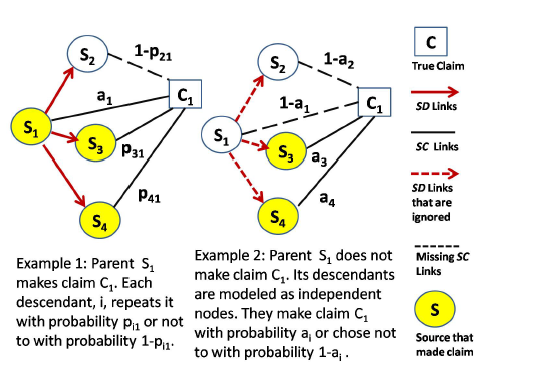 S2
1-p21
a1
C1
S1
S3
p31
S4
p41
Example 1: Parent S1
makes claim C1. Each
descendant, i, repeats it
with probability pi1 or not
to with probability 1-pi1.
S2
1-a2
1-a1
C1
S1
S3
a3
S4
a4
Example 2: Parent S1 does not
make claim C1. Its descendants
are modeled as independent
nodes. They make claim C1
with probability ai or chose not
to with probability 1-ai .
C
True Claim
SD Links
SC Links
SD Links
that are
ignored
Missing SC
Links
S
Source that
made claim